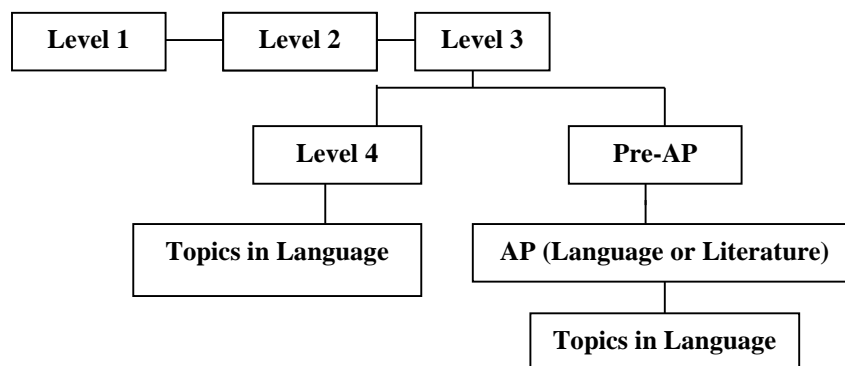 Level 1
Level 2
Level 3
Level 4
Pre-AP
Topics in Language
AP (Language or Literature)
Topics in Language